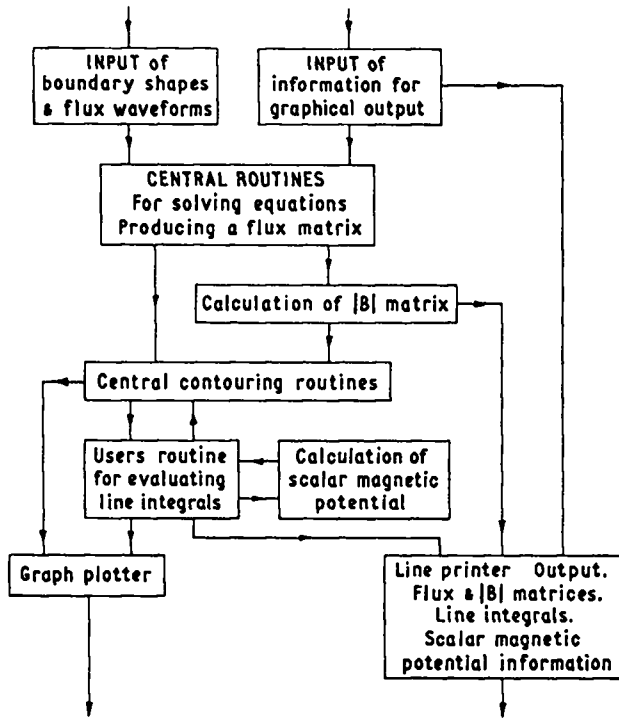 INPUT of
boundary shapes
& flux waveforms
INPUT of
information for
graphical output
CENTRAL ROUTINES
For solving equations
Producing a flux matrix
Calculation of |B| matrix
Central contouring routines
Users routine
for evaluating
line integrals
Calculation of
scalar magnetic
potential
Graph plotter
Line printer Output.
Flux & |B| matrices.
Line integrals.
Scalar magnetic
potential information